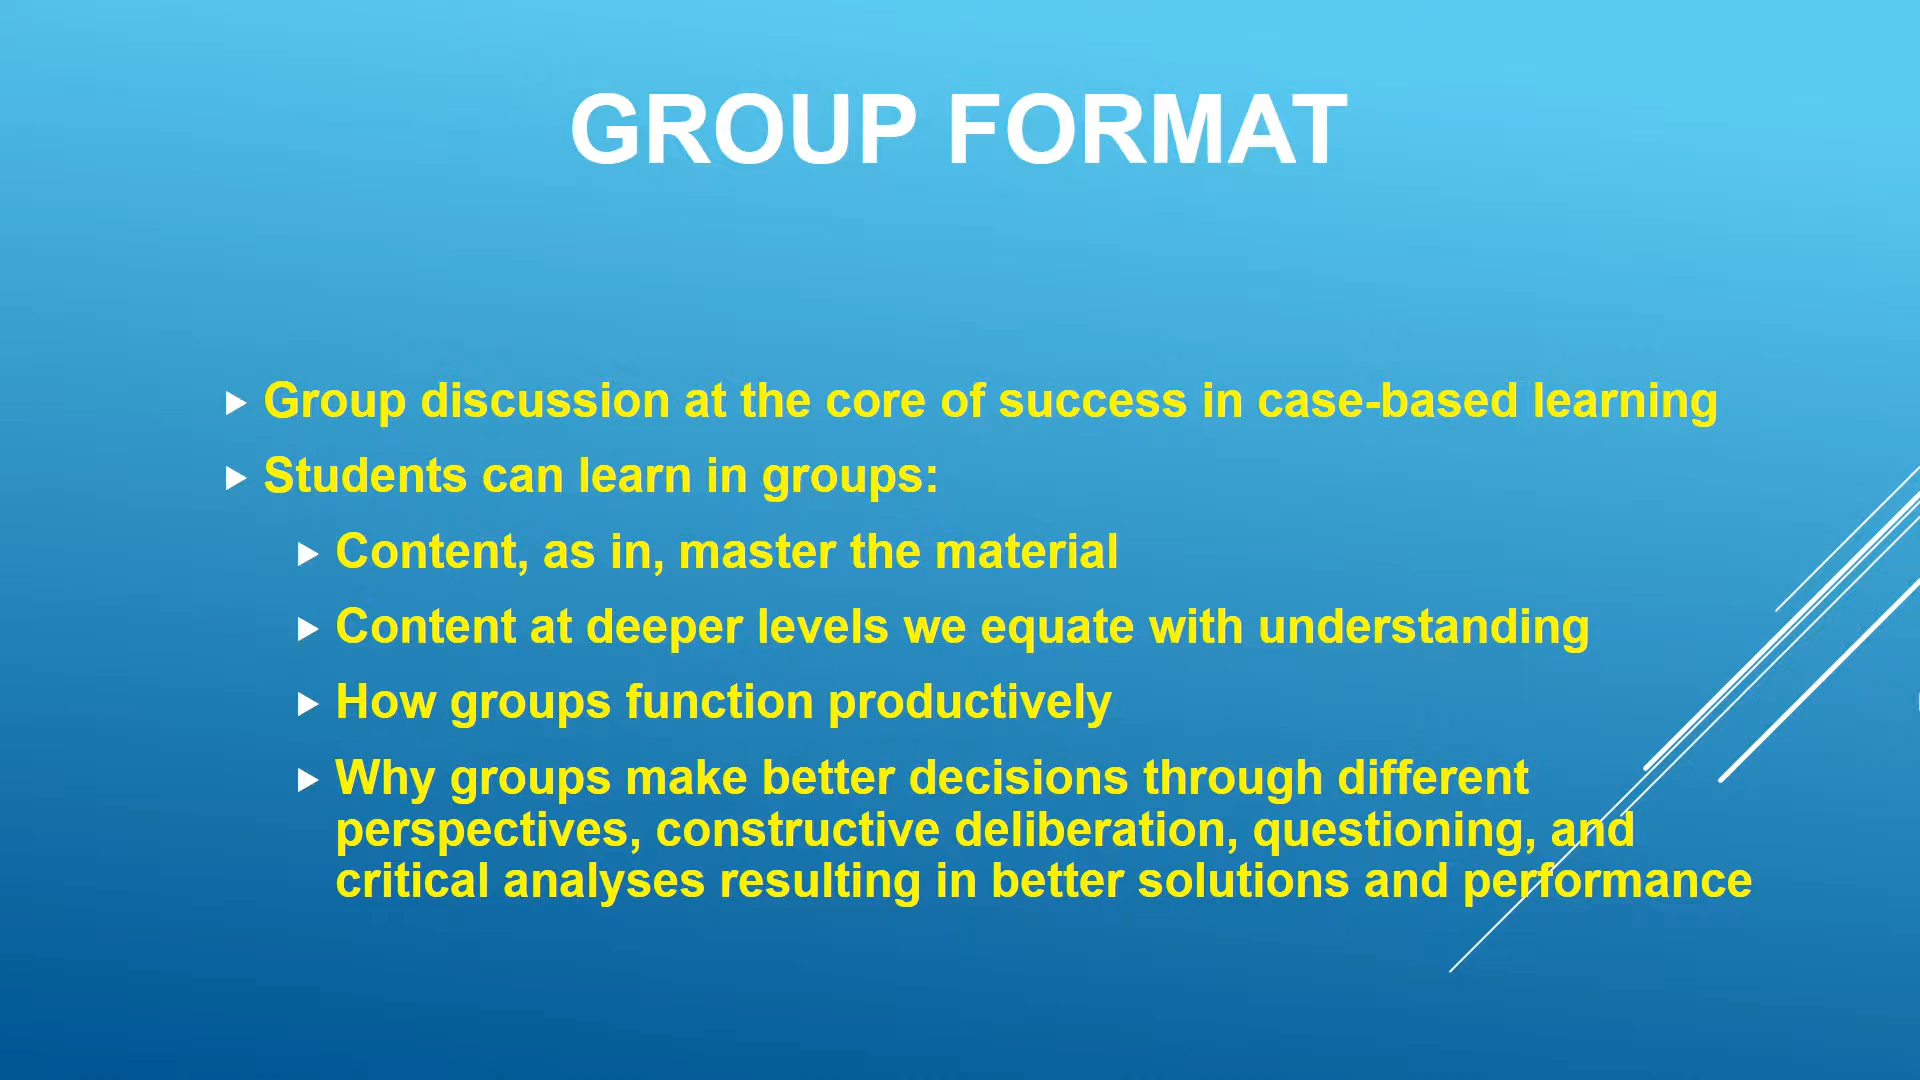 GROUP FORMAT
Group discussion at the core of success in case-based learning
Students can learn in groups:
Content, as in, master the material
Content at deeper levels we equate with understanding
How groups function productively
Why groups make better decisions through different
perspectives, constructive deliberation, questioning, and
critical analyses resulting in better solutions and performance